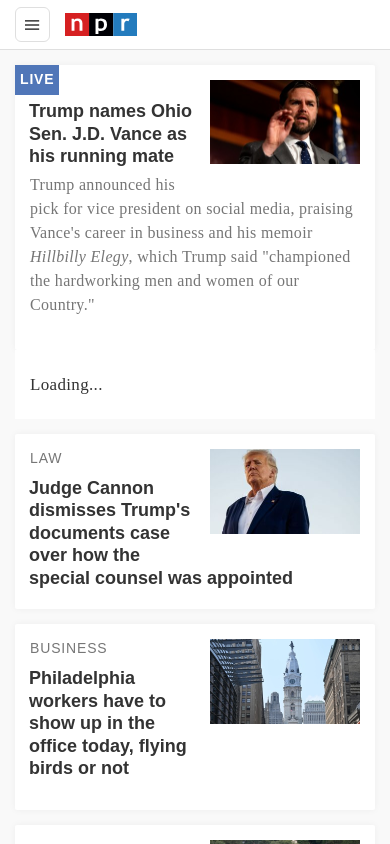 npr
LIVE
Trump names Ohio
Sen. J.D. Vance as
his running mate
Trump announced his
pick for vice president on social media, praising
Vance's career in business and his memoir
Hillbilly Elegy, which Trump said "championed
the hardworking men and women of our
Country."
Loading...
LAW
Judge Cannon
dismisses Trump's
documents case
over how the
special counsel was appointed
BUSINESS
Philadelphia
workers have to
show up in the
office today, flying
birds or not